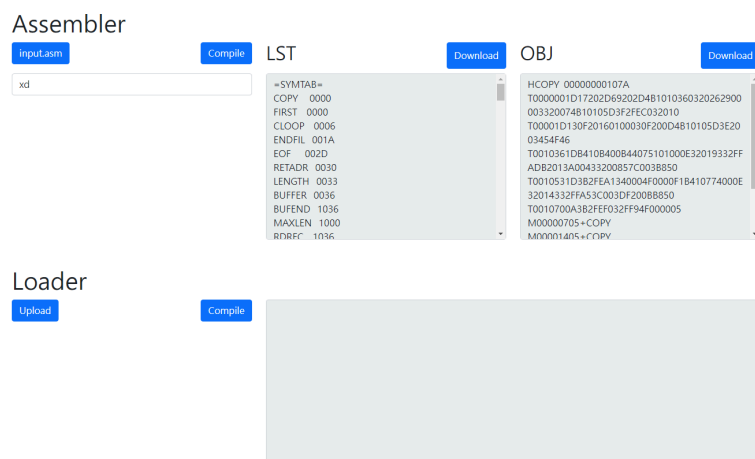 Assembler
input.asm
Compile
xd
LST
Download
=SYMTAB=
COPY 0000
FIRST 0000
CLOOP 0006
ENDFIL 001A
EOF 002D
RETADR 0030
LENGTH 0033
BUFFER 0036
BUFEND 1036
MAXLEN 1000
RDREC 1036
OBJ
Download
HCOPY 00000000107A
T0000001D17202D69202D4B1010360320262900
003320074B10105D3F2FEC032010
T00001D130F20160100030F200D4B10105D3E20
03454F46
T0010361DB410B400B44075101000E32019332FF
ADB2013A00433200857C003B850
T0010531D3B2FEA1340004F0000F1B410774000E
32014332FFA53C003DF200BB850
T0010700A3B2FEF032FF94F000005
M00000705+COPY
M00001405+COPY
Loader
Upload
Compile